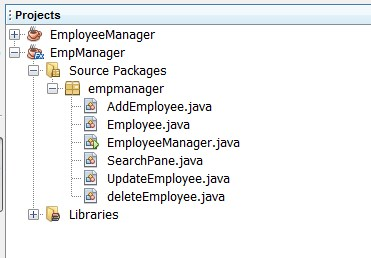 Projects
EmployeeManager
EmpManager
Source Packages
empmanager
AddEmployee.java
Employee.java
EmployeeManager.java
SearchPane.java
UpdateEmployee.java
deleteEmployee.java
Libraries